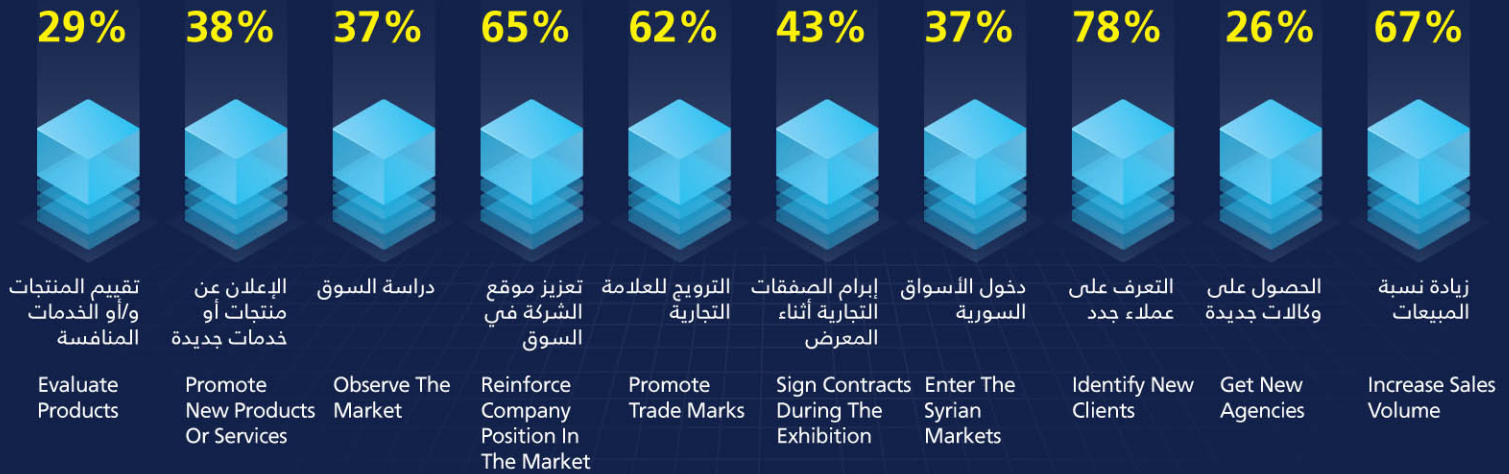 29%
38%
37%
65%
62%
43%
37%
78%
26%
67%
تقييم المنتجات
و/أو الخدمات
المنافسة
الإعلان عن
منتجات أو
خدمات جديدة
دراسة السوق
تعزيز موقع
الشركة في
السوق
الترويج للعلامة
التجارية
إبرام الصفقات
التجارية أثناء
المعرض
دخول الأسواق
السورية
التعرف على
عملاء جدد
الحصول على
وكالات جديدة
زيادة نسبة
المبيعات
Evaluate
Products
Promote
New Products
Or Services
Observe The
Market
Reinforce
Company
Position In
The Market
Promote
Trade Marks
Sign Contracts
During The
Exhibition
Enter The
Syrian
Markets
Identify New
Clients
Get New
Agencies
Increase Sales
Volume